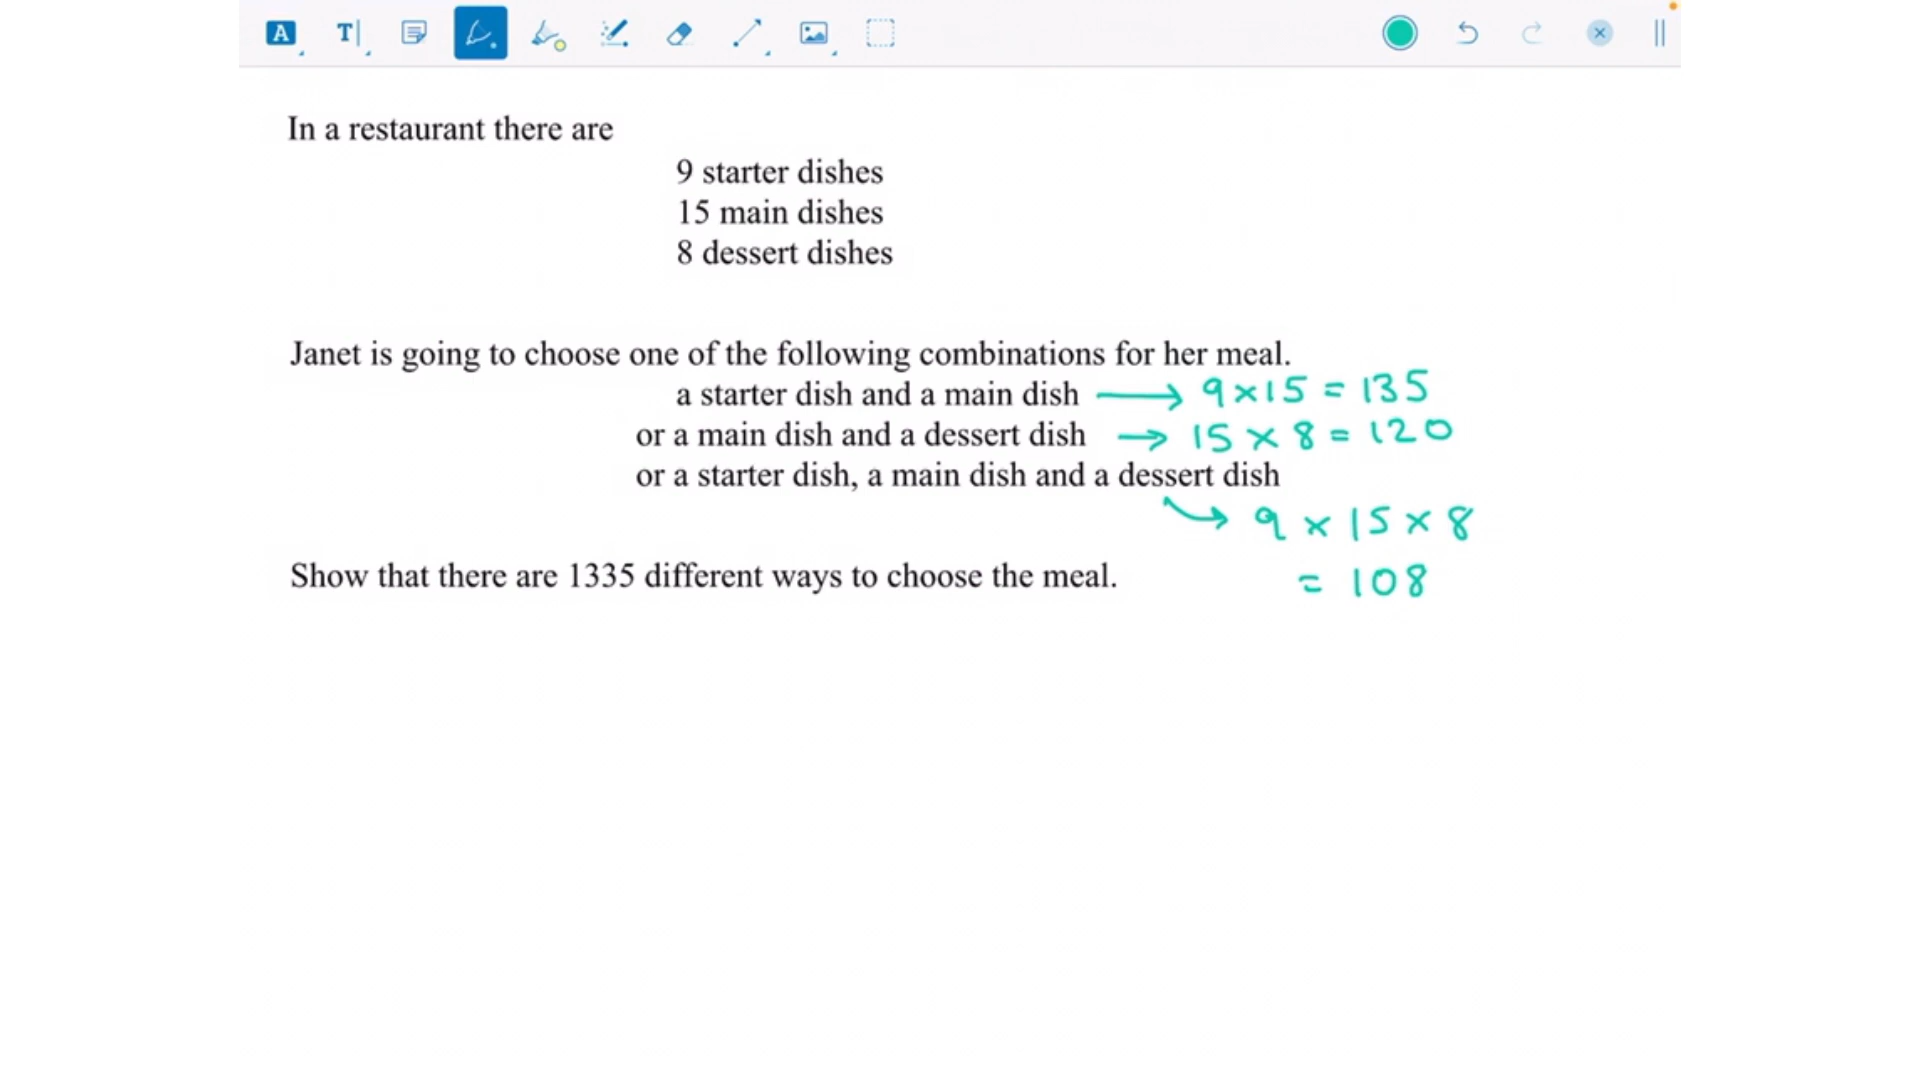 A T|
In a restaurant there are
9 starter dishes
15 main dishes
8 dessert dishes
Janet is going to choose one of the following combinations for her meal.
a starter dish and a main dish → 9 × 15 = 135
or a main dish and a dessert dish → 15 × 8 = 120
or a starter dish, a main dish and a dessert dish
→ 9 × 15 × 8
Show that there are 1335 different ways to choose the meal. = 108